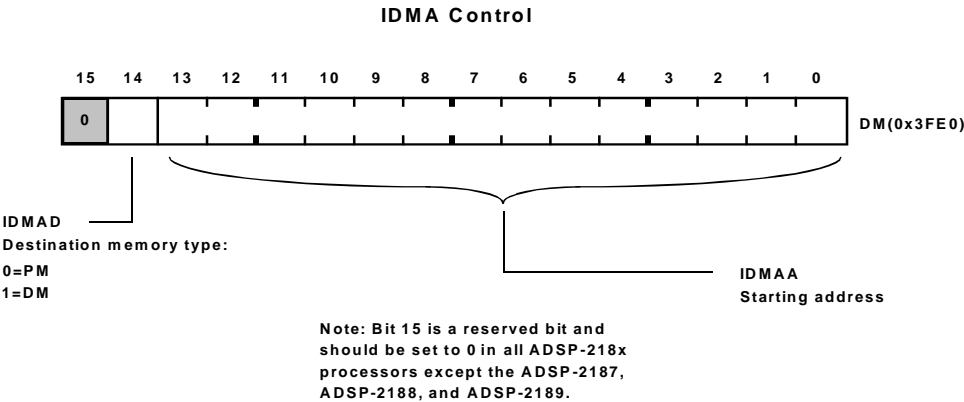 IDMA Control
15 14 13 12 11 10 9 8 7 6 5 4 3 2 1 0
0
DM(0x3FE0)
IDMAD
Destination memory type:
0=PM
1=DM
IDMAA
Starting address
Note: Bit 15 is a reserved bit and
should be set to 0 in all ADSP-218x
processors except the ADSP-2187,
ADSP-2188, and ADSP-2189.